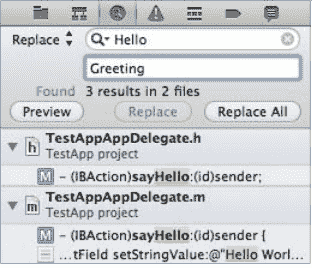 Replace Hello
Greeting
Found 3 results in 2 files
Preview Replace Replace All
h TestAppAppDelegate.h
TestApp project
M – (IBAction)sayHello:(id)sender;
m TestAppAppDelegate.m
TestApp project
M – (IBAction)sayHello:(id)sender {
...tField setStringValue:@"Hello Worl...